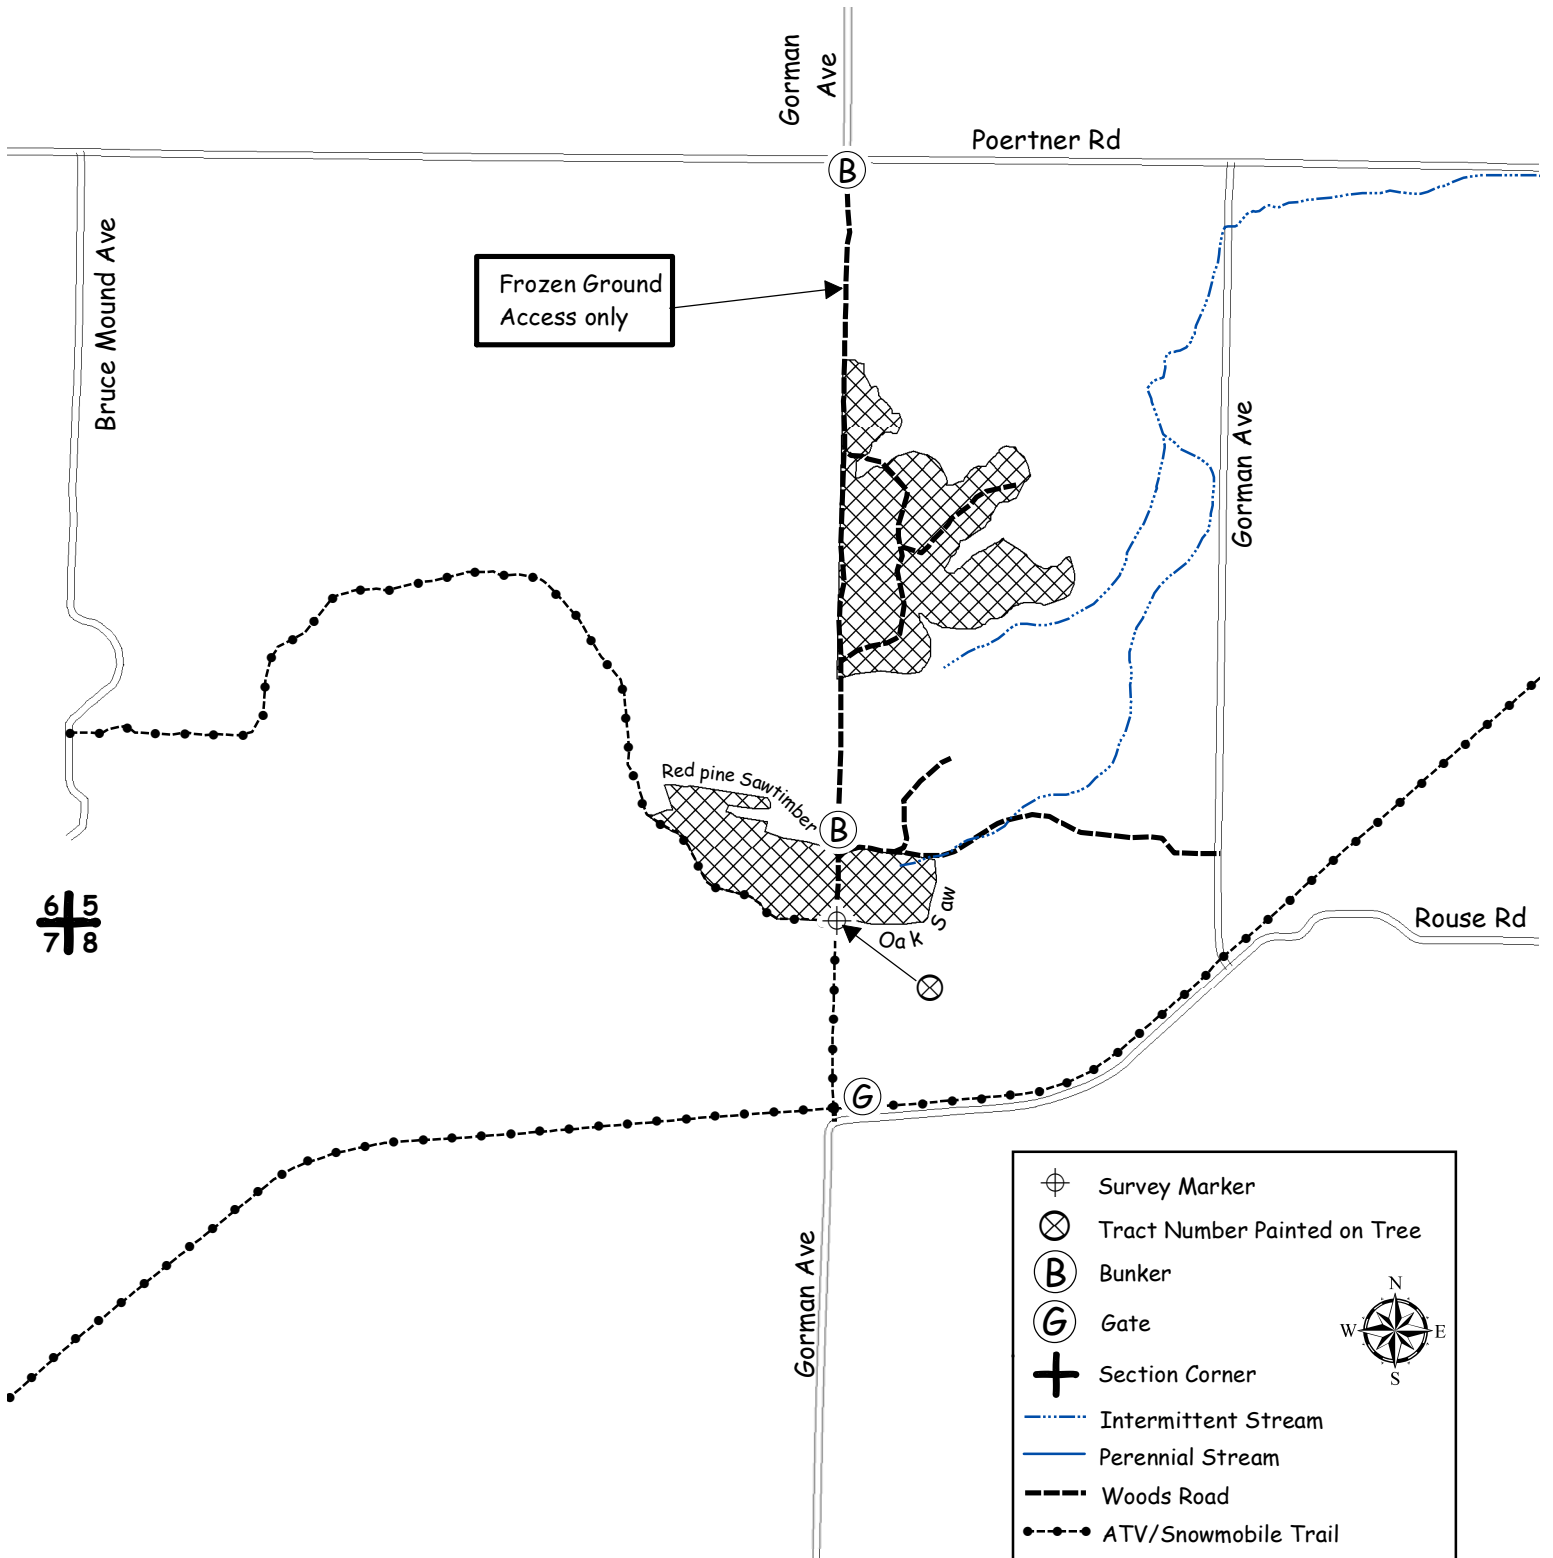 Gorman
Ave
Poertner Rd
B
Bruce Mound Ave
Frozen Ground
Access only
Gorman Ave
Red pine Sawtimber
B
6 5
7 8
Oak Saw
Rouse Rd
G
Gorman Ave
Survey Marker
Tract Number Painted on Tree
B Bunker
G Gate
Section Corner
Intermittent Stream
Perennial Stream
Woods Road
ATV/Snowmobile Trail
N
W E
S